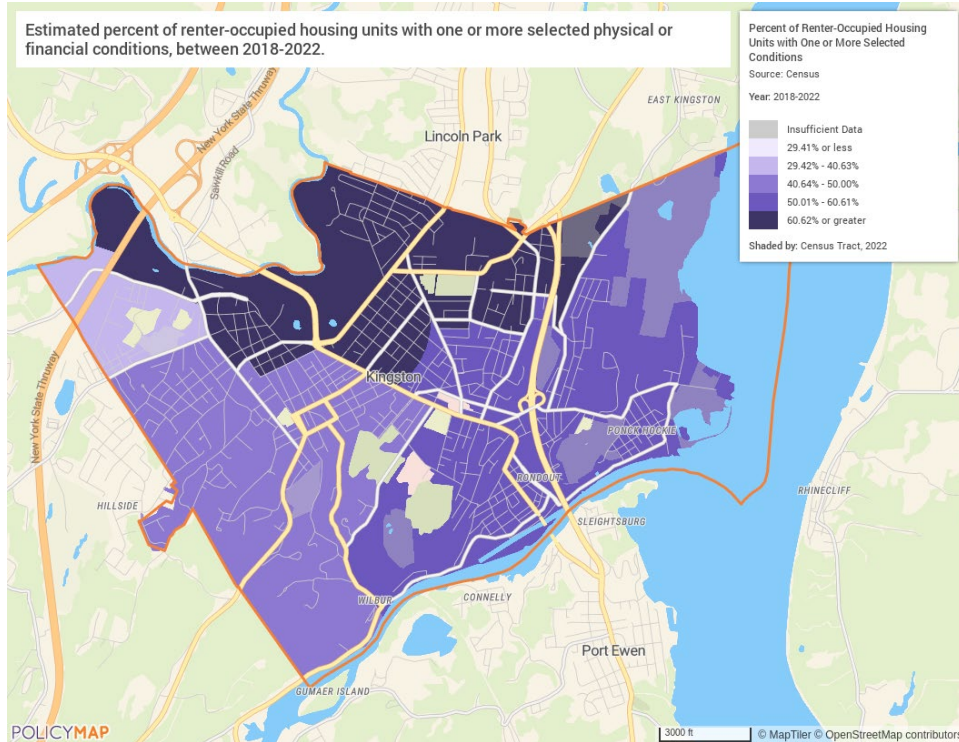 Estimated percent of renter-occupied housing units with one or more selected physical or
financial conditions, between 2018-2022.
Percent of Renter-Occupied Housing
Units with One or More Selected
Conditions
Source: Census
Year: 2018-2022
Insufficient Data
29.41% or less
29.42% - 40.63%
40.64% - 50.00%
50.01% - 60.61%
60.62% or greater
Shaded by: Census Tract, 2022
New York State Thruway
Sawkill Road
Lincoln Park
EAST KINGSTON
New York State Thruway
Kingston
PONCK HOCKIE
RONDOUT
HILLSIDE
RHINECLIFF
SLEIGHTSBURG
WILBUR
CONNELLY
Port Ewen
GUMAER ISLAND
POLICYMAP
3000 ft
© MapTiler © OpenStreetMap contributors